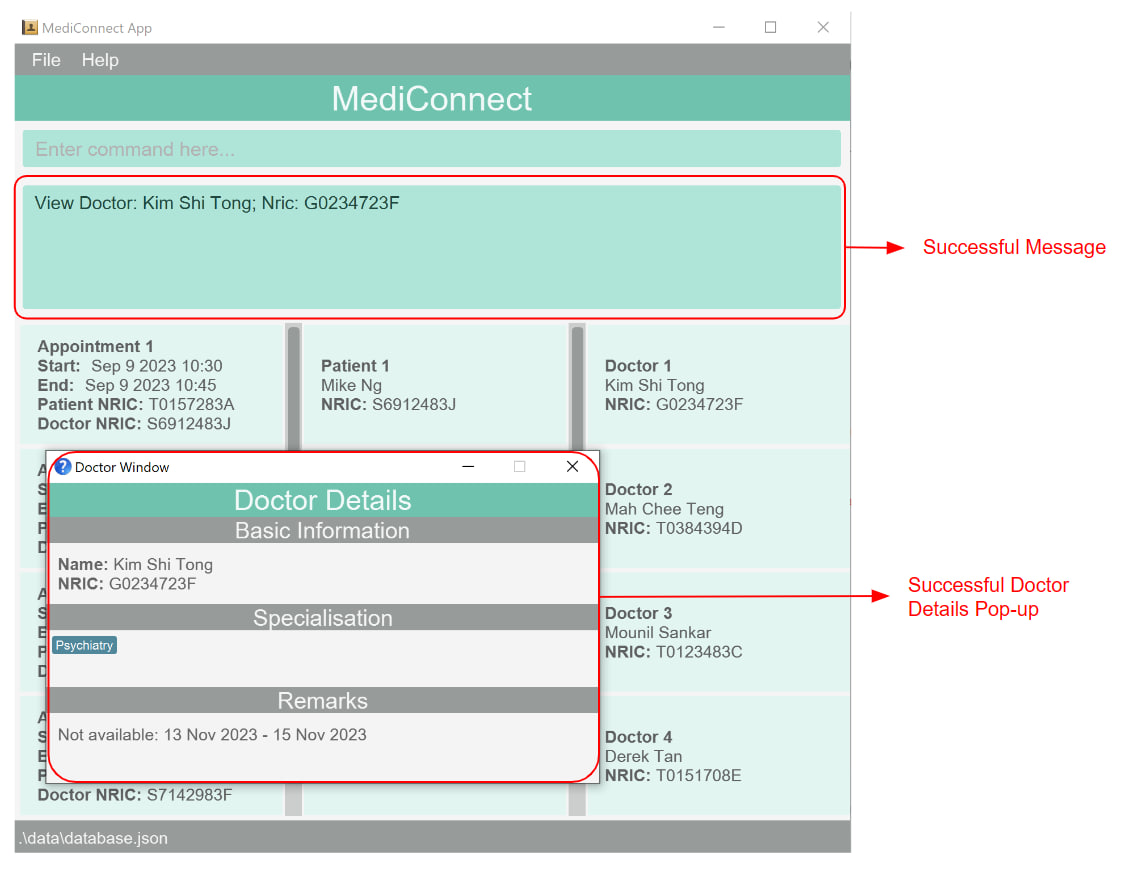 MediConnect App
File Help
MediConnect
Enter command here...
View Doctor: Kim Shi Tong; Nric: G0234723F
Successful Message
Appointment 1
Start: Sep 9 2023 10:30
End: Sep 9 2023 10:45
Patient NRIC: T0157283A
Doctor NRIC: S6912483J
Patient 1
Mike Ng
NRIC: S6912483J
Doctor 1
Kim Shi Tong
NRIC: G0234723F
Doctor Window
Doctor Details
Basic Information
Name: Kim Shi Tong
NRIC: G0234723F
Specialisation
Psychiatry
Remarks
Not available: 13 Nov 2023 - 15 Nov 2023
Doctor 2
Mah Chee Teng
NRIC: T0384394D
Successful Doctor
Details Pop-up
Doctor 3
Mounil Sankar
NRIC: T0123483C
Doctor 4
Derek Tan
NRIC: T0151708E
Doctor NRIC: S7142983F
.\data\database.json